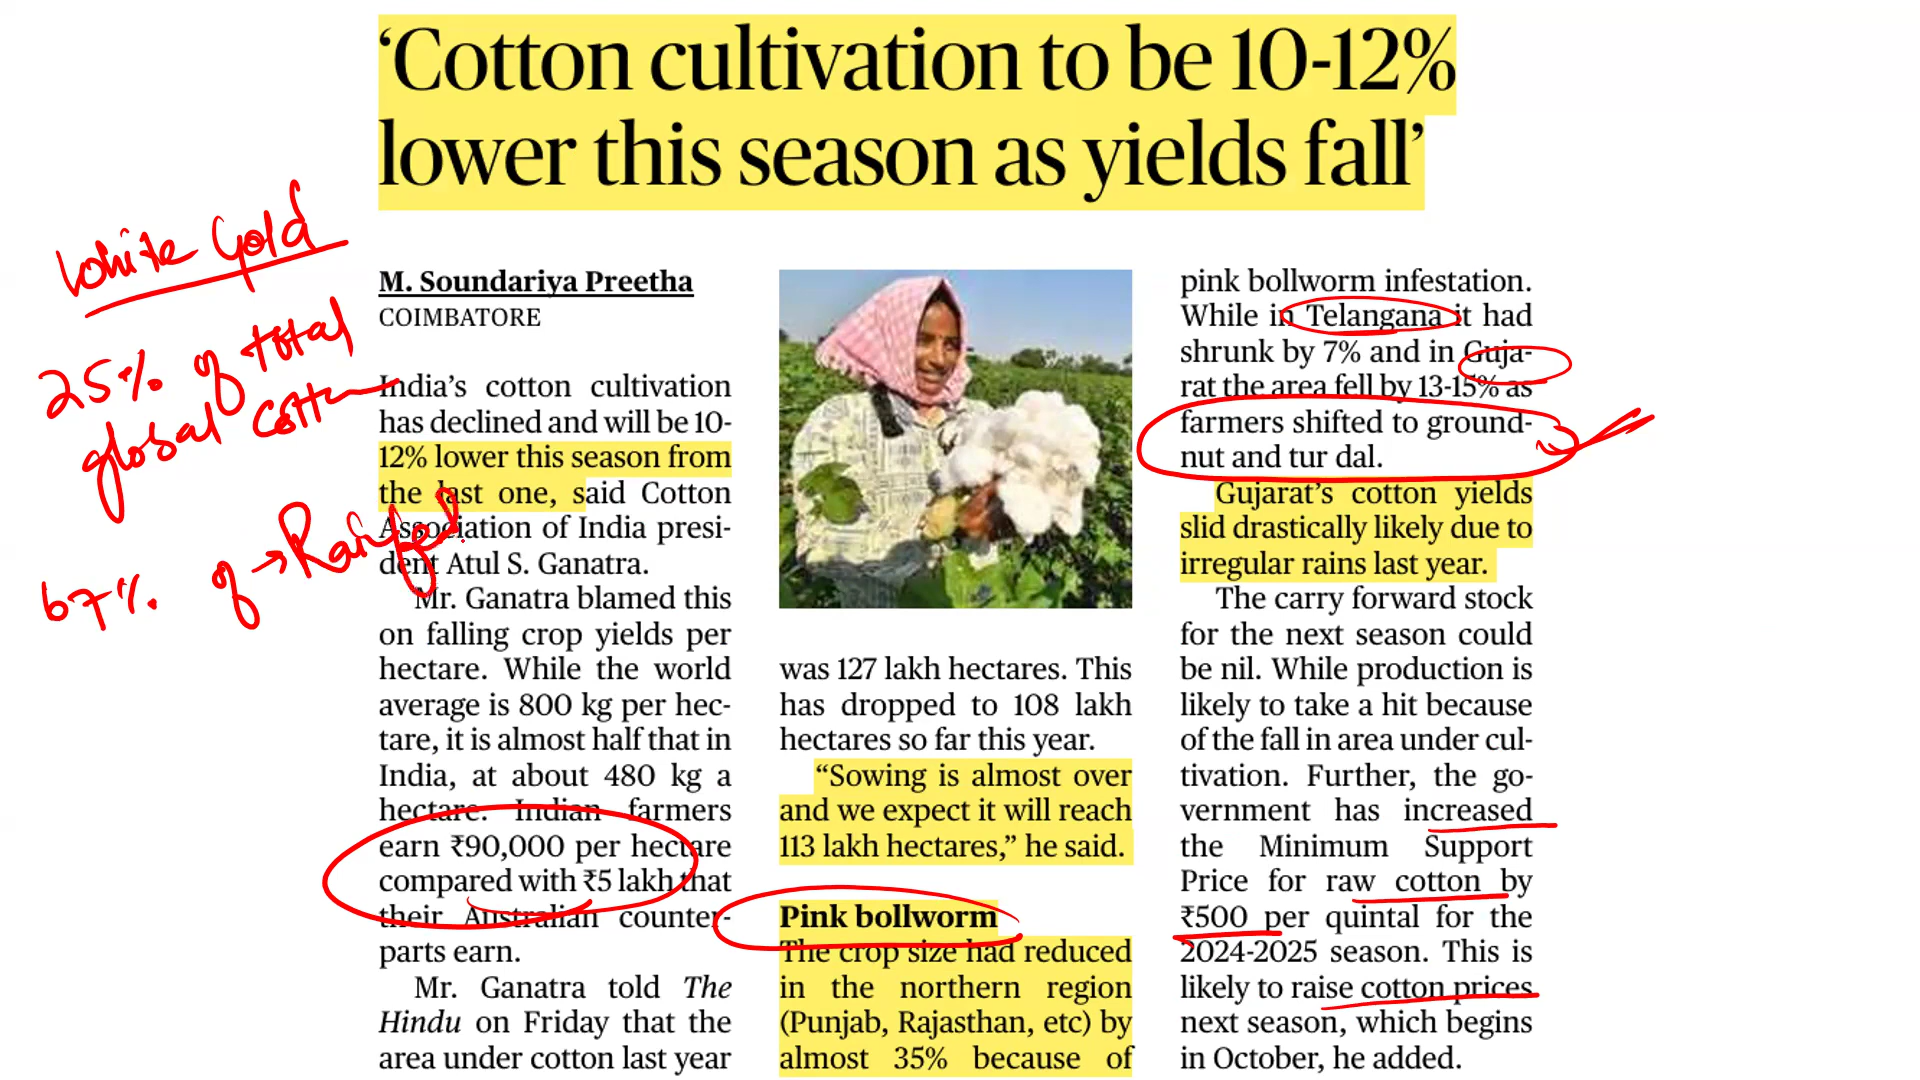 ‘Cotton cultivation to be 10-12%
lower this season as yields fall’
White Gold
25% of total
global cotton
67% of → Rainfed
M. Soundariya Preetha
COIMBATORE
India’s cotton cultivation
has declined and will be 10-
12% lower this season from
the last one, said Cotton
Association of India presi-
dent Atul S. Ganatra.
Mr. Ganatra blamed this
on falling crop yields per
hectare. While the world
average is 800 kg per hec-
tare, it is almost half that in
India, at about 480 kg a
hectare. Indian farmers
earn ₹90,000 per hectare
compared with ₹5 lakh that
their Australian counter-
parts earn.
Mr. Ganatra told The
Hindu on Friday that the
area under cotton last year
was 127 lakh hectares. This
has dropped to 108 lakh
hectares so far this year.
“Sowing is almost over
and we expect it will reach
113 lakh hectares,” he said.
Pink bollworm
The crop size had reduced
in the northern region
(Punjab, Rajasthan, etc) by
almost 35% because of
pink bollworm infestation.
While in Telangana it had
shrunk by 7% and in Guja-
rat the area fell by 13-15% as
farmers shifted to ground-
nut and tur dal.
Gujarat’s cotton yields
slid drastically likely due to
irregular rains last year.
The carry forward stock
for the next season could
be nil. While production is
likely to take a hit because
of the fall in area under cul-
tivation. Further, the go-
vernment has increased
the Minimum Support
Price for raw cotton by
₹500 per quintal for the
2024-2025 season. This is
likely to raise cotton prices
next season, which begins
in October, he added.